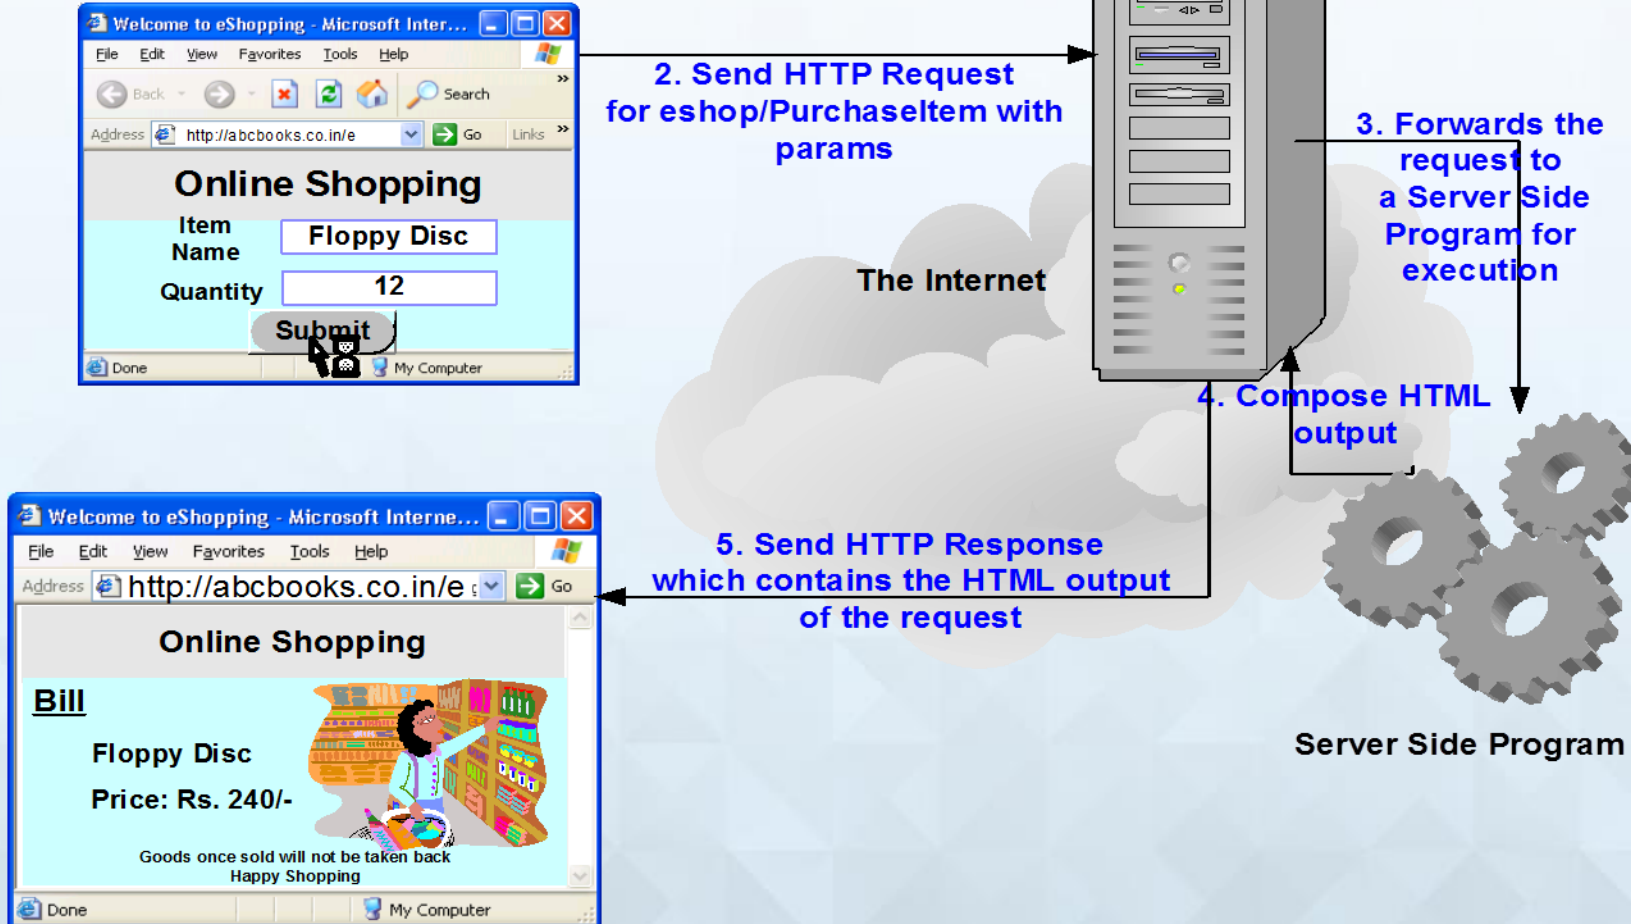 Welcome to eShopping - Microsoft Inter...
File Edit View Favorites Tools Help
Back Search »
Address http://abcbooks.co.in/e Go Links »
Online Shopping
Item
Name
Floppy Disc
Quantity
12
Submit
Done My Computer
2. Send HTTP Request
for eshop/PurchaseItem with
params
The Internet
3. Forwards the
request to
a Server Side
Program for
execution
4. Compose HTML
output
5. Send HTTP Response
which contains the HTML output
of the request
Server Side Program
Welcome to eShopping - Microsoft Interne...
File Edit View Favorites Tools Help
Address http://abcbooks.co.in/e Go
Online Shopping
Bill
Floppy Disc
Price: Rs. 240/-
Goods once sold will not be taken back
Happy Shopping
Done My Computer